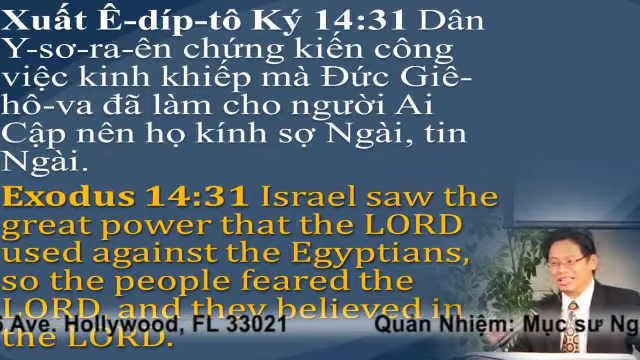 Xuất Ê-díp-tô Ký 14:31 Dân
Y-sơ-ra-ên chứng kiến công
việc kinh khiếp mà Đức Giê-
hô-va đã làm cho người Ai
Cập nên họ kính sợ Ngài, tin
Ngài.
Exodus 14:31 Israel saw the
great power that the LORD
used against the Egyptians,
so the people feared the
LORD, and they believed in
the LORD.
Ave. Hollywood, FL 33021 Quản Nhiệm: Mục sư Ng